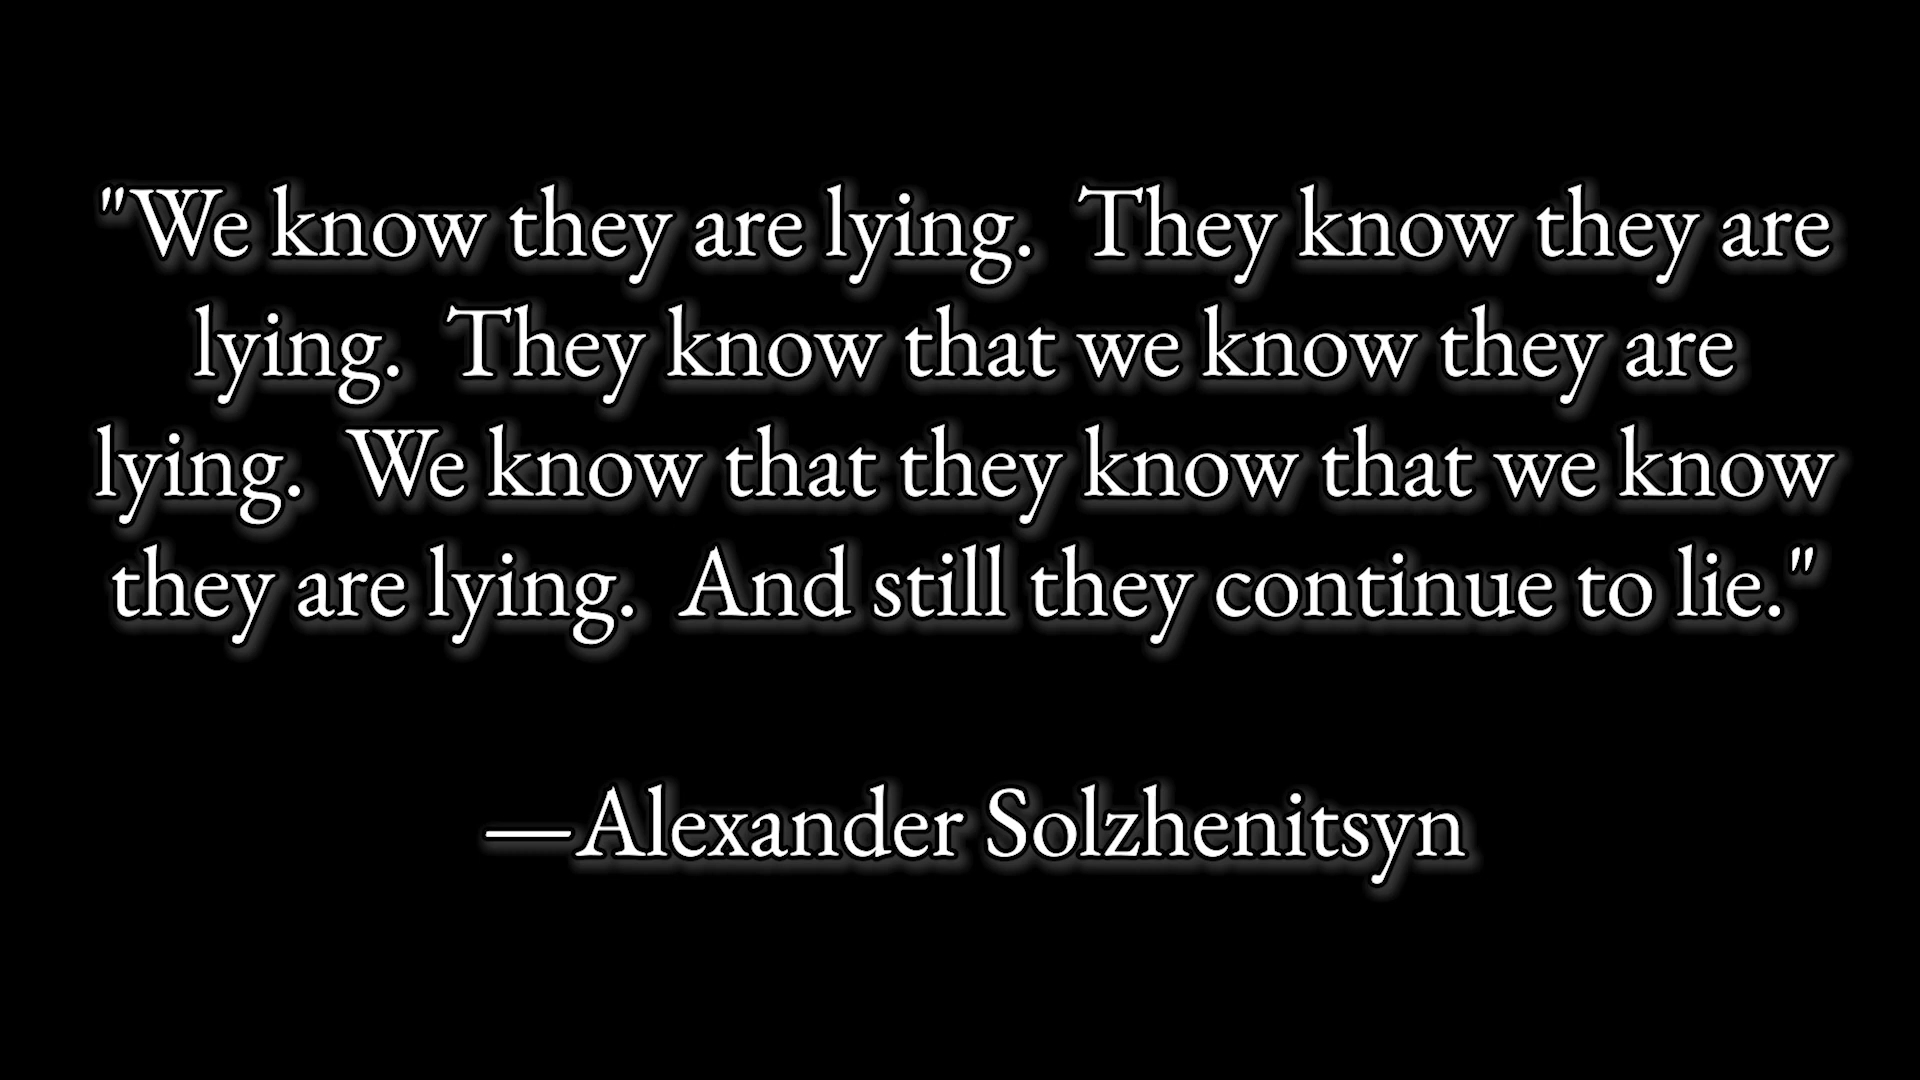 "We know they are lying.  They know they are
lying.  They know that we know they are
lying.  We know that they know that we know
they are lying.  And still they continue to lie."
—Alexander Solzhenitsyn